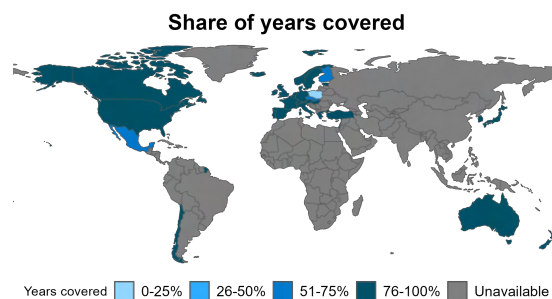 Share of years covered
Years covered 0-25% 26-50% 51-75% 76-100% Unavailable